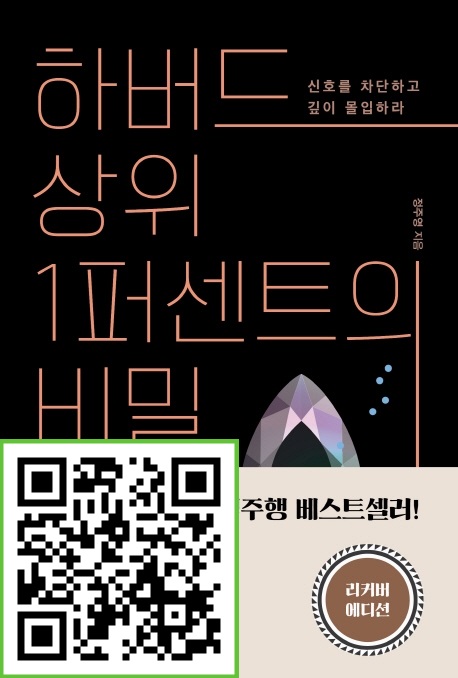 하버드
신호를 차단하고
깊이 몰입하라
상위
정주영 지음
1퍼센트의
비밀
주행 베스트셀러!
리커버
에디션